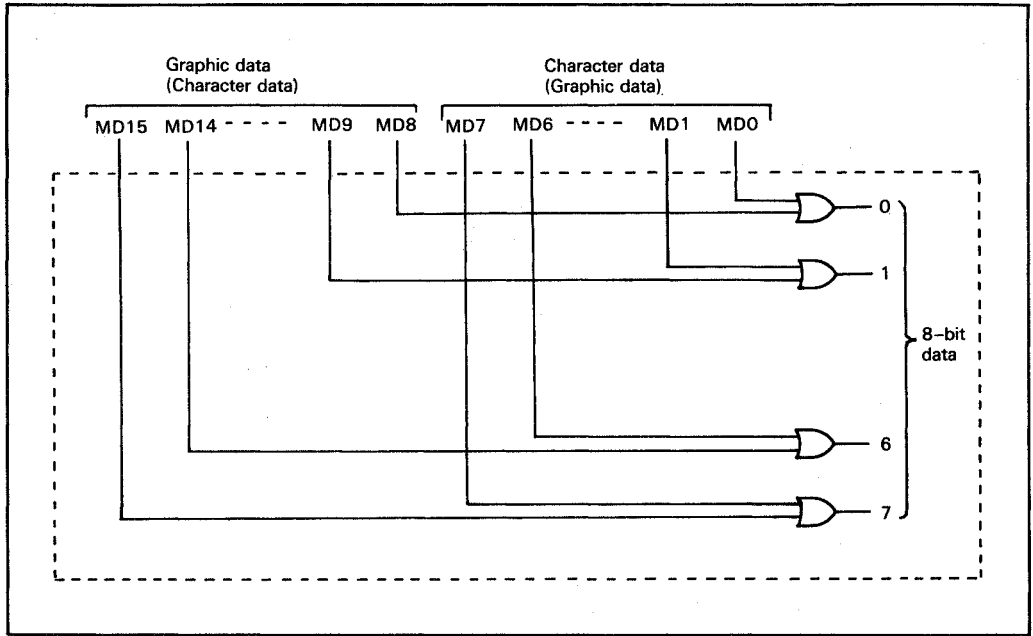 Graphic data
(Character data)
Character data
(Graphic data)
MD15 MD14 - - - - MD9 MD8 MD7 MD6 - - - - MD1 MD0
0
1
8-bit
data
6
7